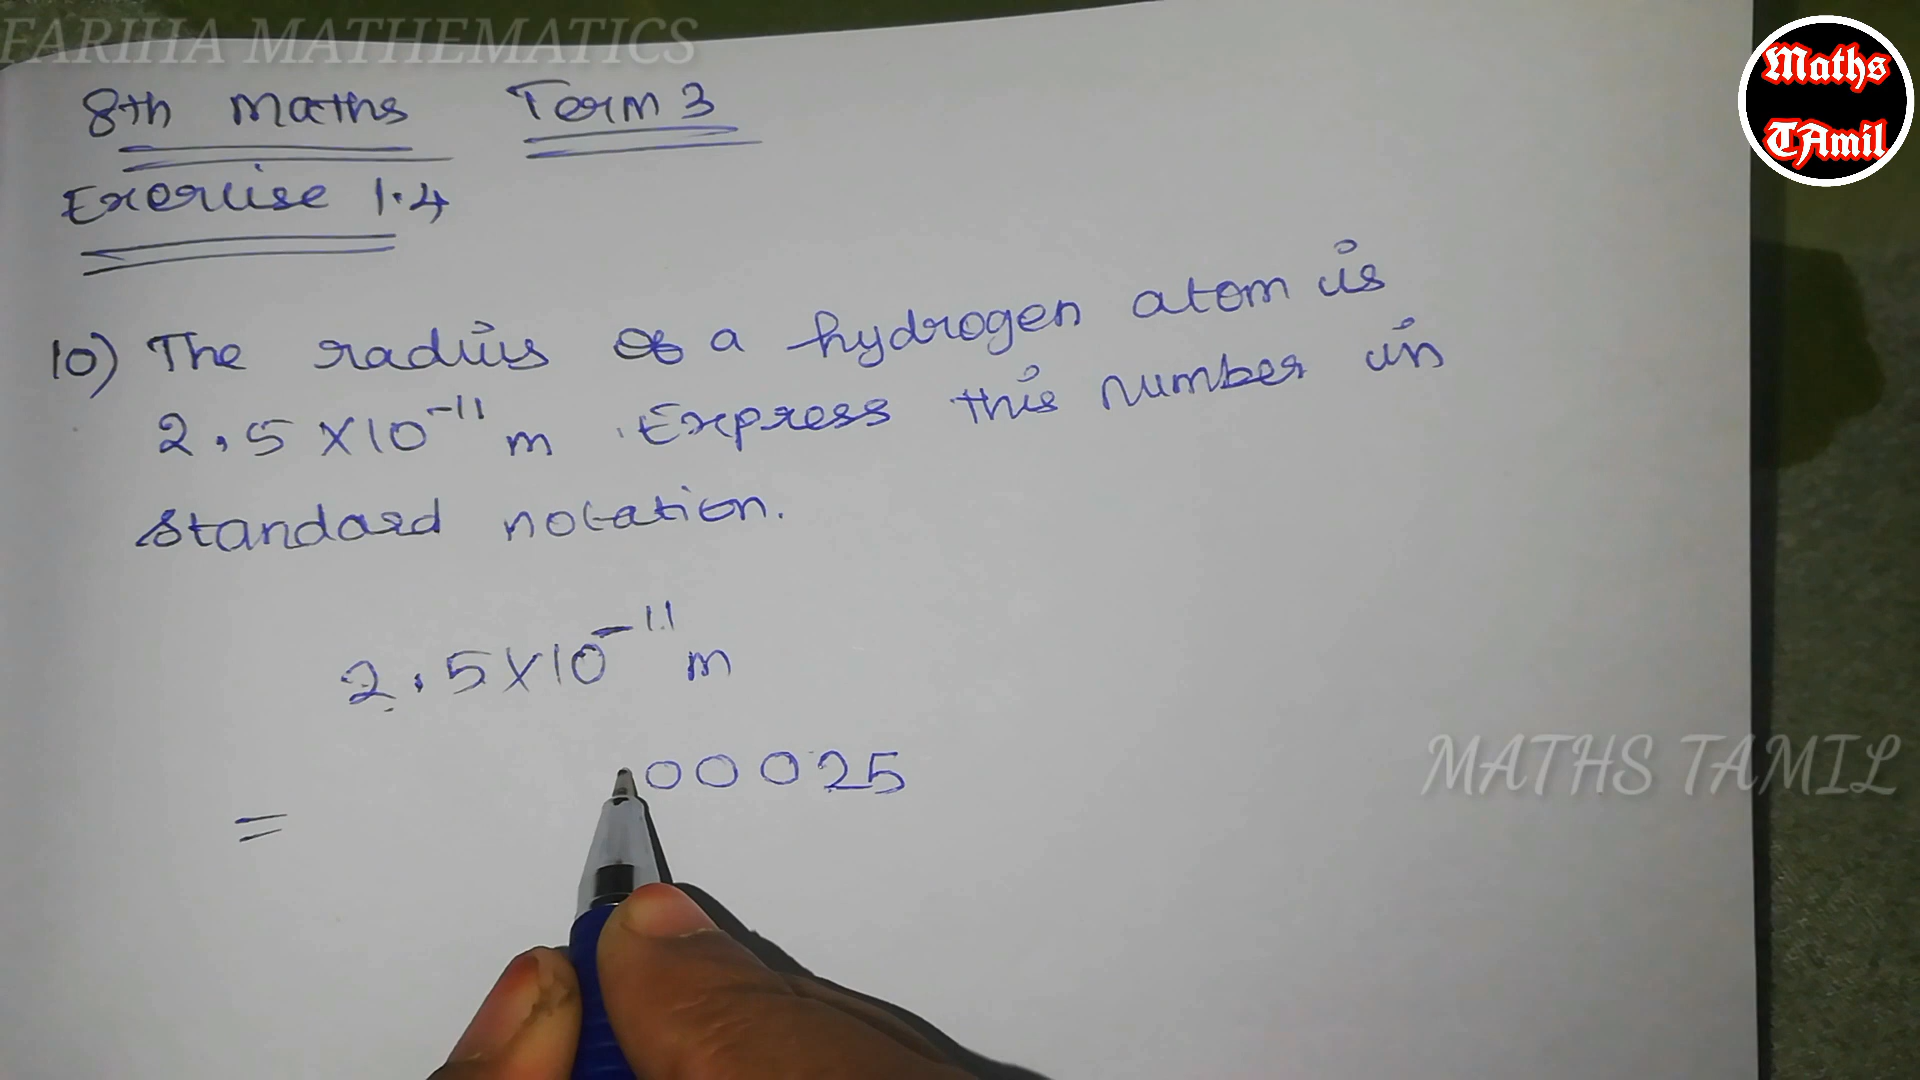 FARIHA MATHEMATICS
Maths
TAmil
8th Maths Term 3
Exercise 1.4
10) The radius of a hydrogen atom is
2.5 ×10⁻¹¹ m. Express this number in
standard notation.
2.5×10⁻¹¹ m
00025
=
MATHS TAMIL